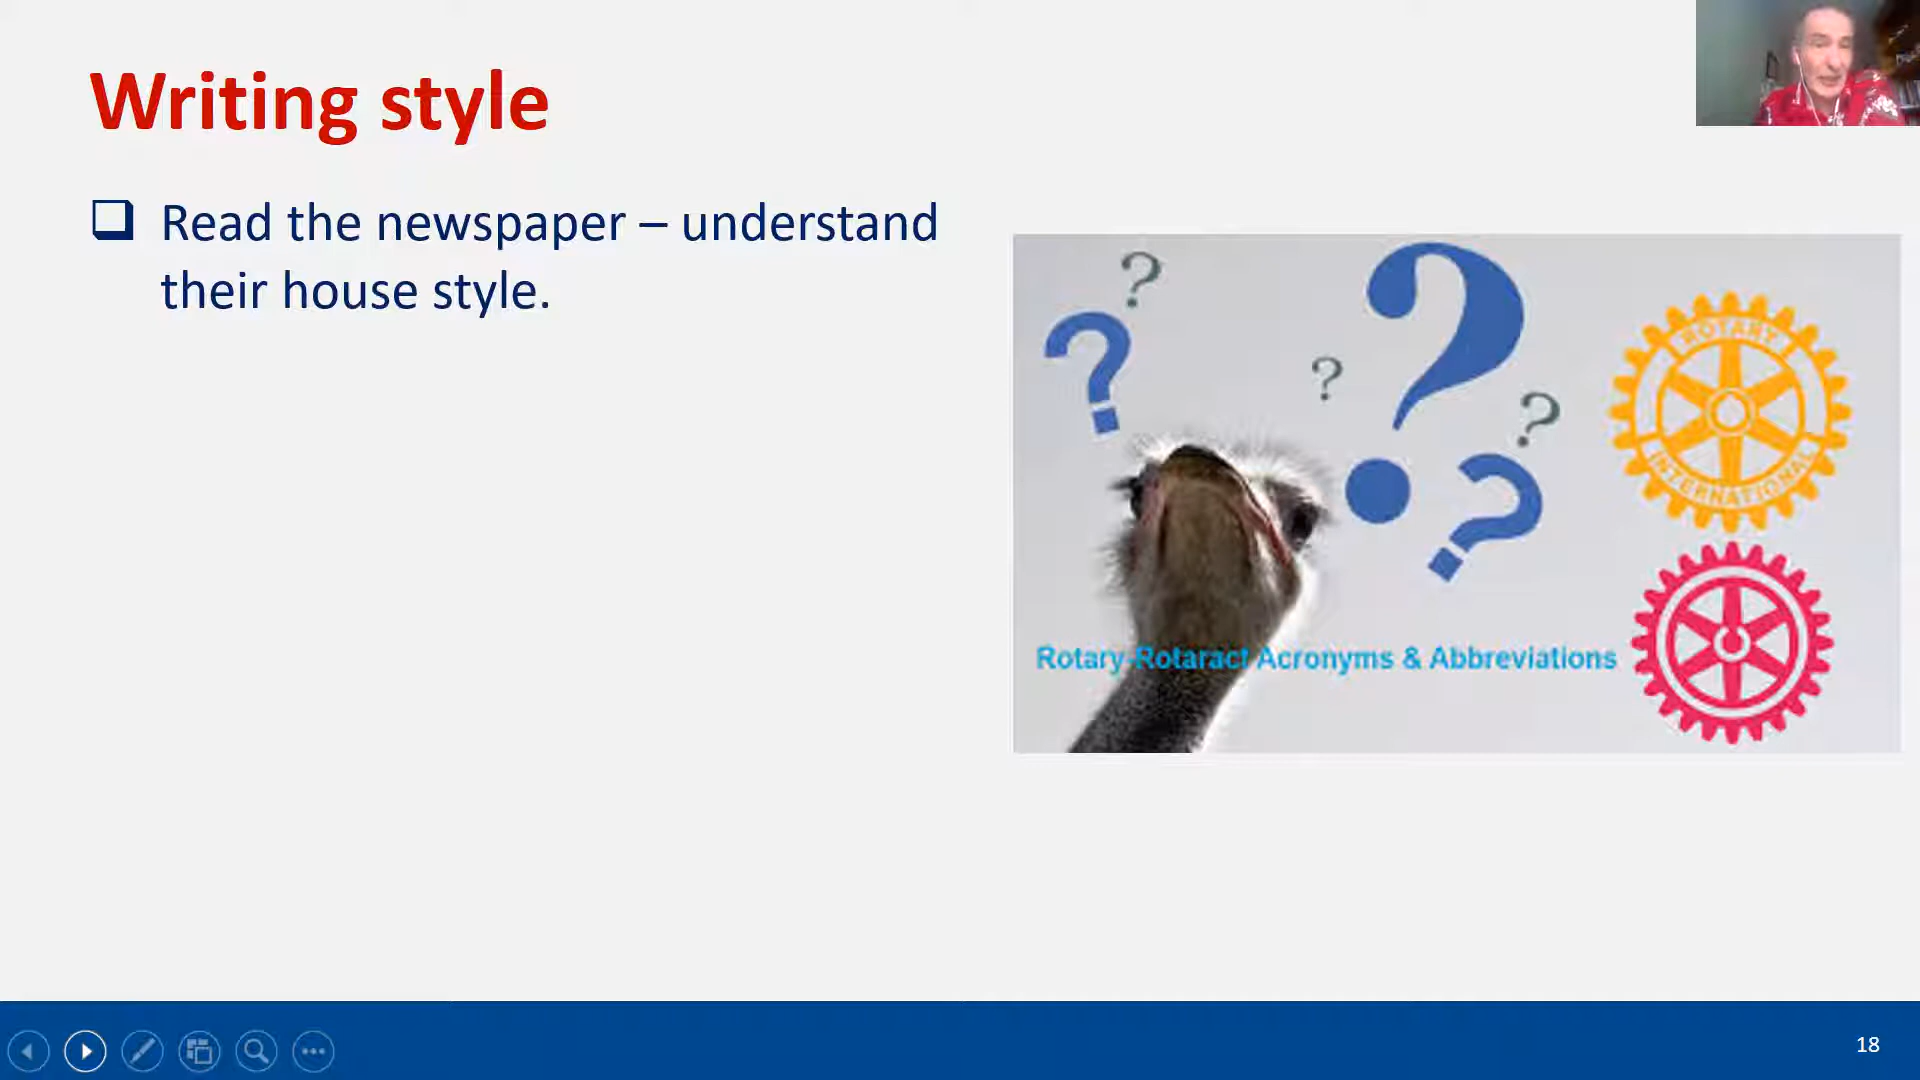 Writing style
Read the newspaper – understand
their house style.
? ? ? ? ? ?
ROTARY
INTERNATIONAL
Rotary-Rotaract Acronyms & Abbreviations
18